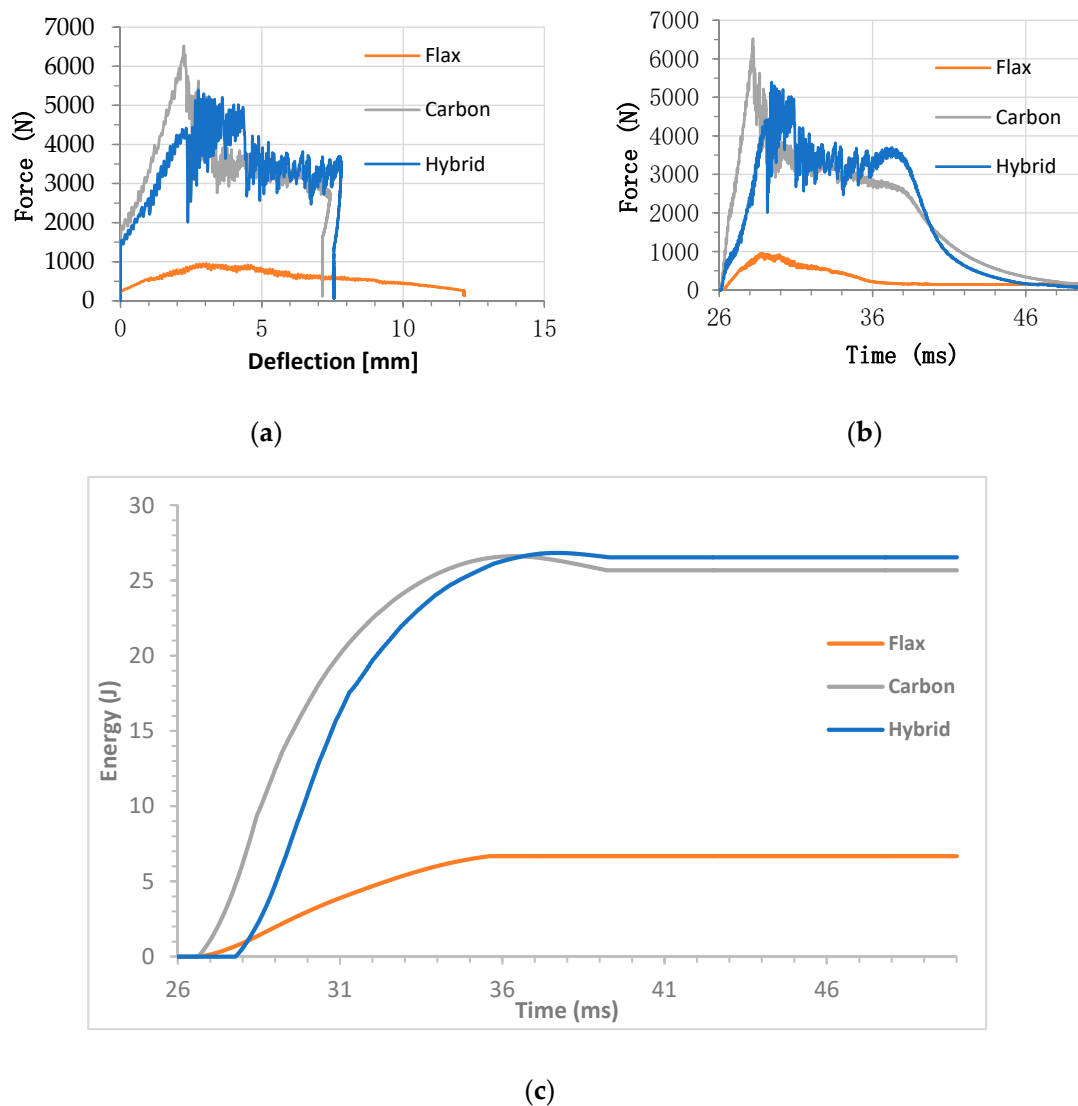 7000
6000
5000
4000
3000
2000
1000
0
Force (N)
0 5 10 15
Deflection [mm]
Flax
Carbon
Hybrid
(a)
7000
6000
5000
4000
3000
2000
1000
0
Force (N)
26 36 46
Time (ms)
Flax
Carbon
Hybrid
(b)
30
25
20
15
10
5
0
Energy (J)
26 31 36 41 46
Time (ms)
Flax
Carbon
Hybrid
(c)